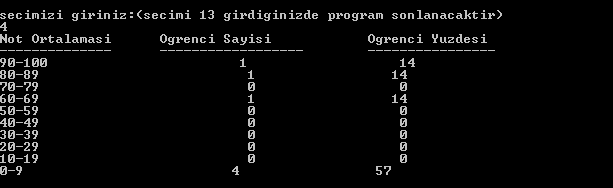 secimizi giriniz:(secimi 13 girdiginizde program sonlanacaktir)
4
Not Ortalamasi Ogrenci Sayisi Ogrenci Yuzdesi
--------------- ------------------- ----------------
90-100 1 14
80-89 1 14
70-79 0 0
60-69 1 14
50-59 0 0
40-49 0 0
30-39 0 0
20-29 0 0
10-19 0 0
0-9 4 57